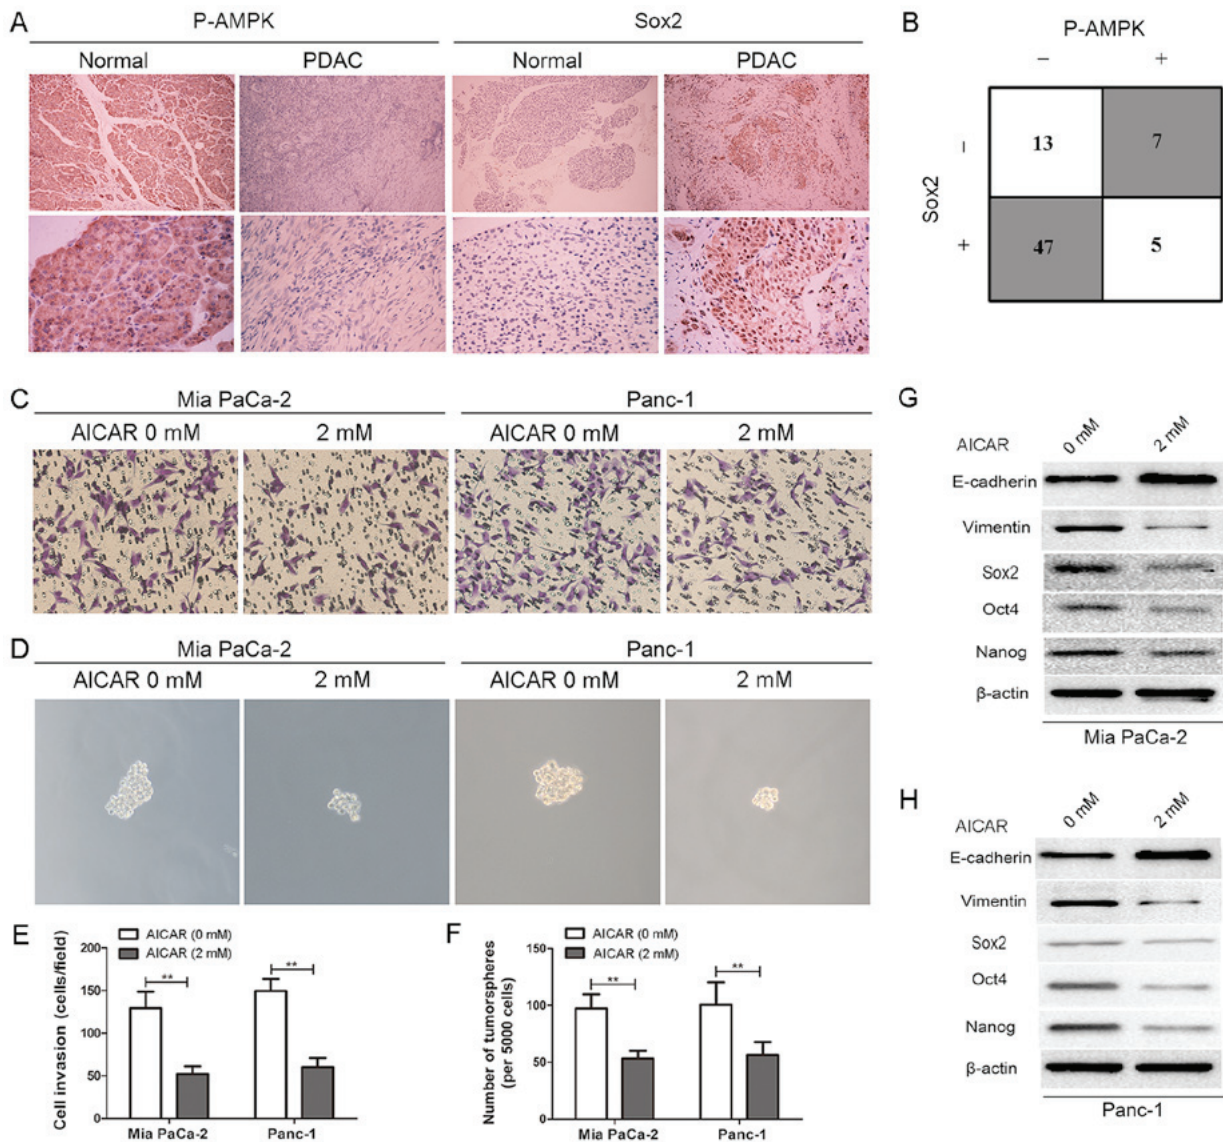 A
P-AMPK
Sox2
Normal
PDAC
Normal
PDAC
B
P-AMPK
− +
Sox2
−
13
7
+
47
5
C
Mia PaCa-2
Panc-1
AICAR 0 mM
2 mM
AICAR 0 mM
2 mM
D
Mia PaCa-2
Panc-1
AICAR 0 mM
2 mM
AICAR 0 mM
2 mM
E
AICAR (0 mM)
AICAR (2 mM)
Cell invasion (cells/field)
200
150
100
50
0
**
**
Mia PaCa-2
Panc-1
F
AICAR (0 mM)
AICAR (2 mM)
Number of tumorspheres
(per 5000 cells)
150
100
50
0
**
**
Mia PaCa-2
Panc-1
G
AICAR
0 mM
2 mM
E-cadherin
Vimentin
Sox2
Oct4
Nanog
β-actin
Mia PaCa-2
H
AICAR
0 mM
2 mM
E-cadherin
Vimentin
Sox2
Oct4
Nanog
β-actin
Panc-1